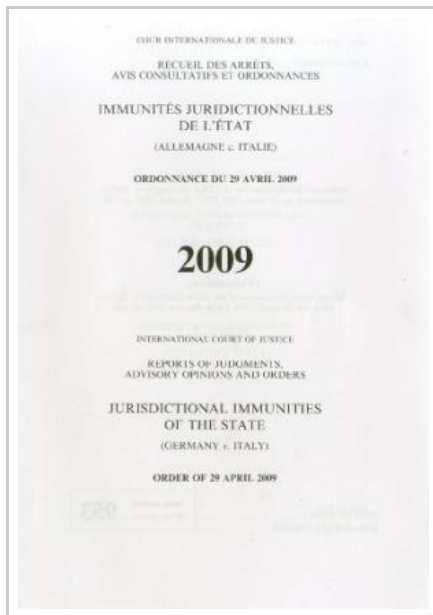 COUR INTERNATIONALE DE JUSTICE
RECUEIL DES ARRÊTS,
AVIS CONSULTATIFS ET ORDONNANCES
IMMUNITÉS JURIDICTIONNELLES
DE L'ÉTAT
(ALLEMAGNE c. ITALIE)
ORDONNANCE DU 29 AVRIL 2009
2009
INTERNATIONAL COURT OF JUSTICE
REPORTS OF JUDGMENTS,
ADVISORY OPINIONS AND ORDERS
JURISDICTIONAL IMMUNITIES
OF THE STATE
(GERMANY v. ITALY)
ORDER OF 29 APRIL 2009
953